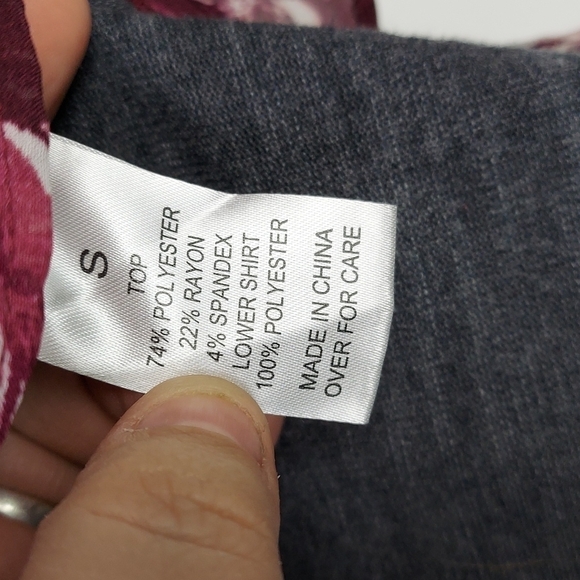 S
TOP
74% POLYESTER
22% RAYON
4% SPANDEX
LOWER SHIRT
100% POLYESTER
MADE IN CHINA
OVER FOR CARE